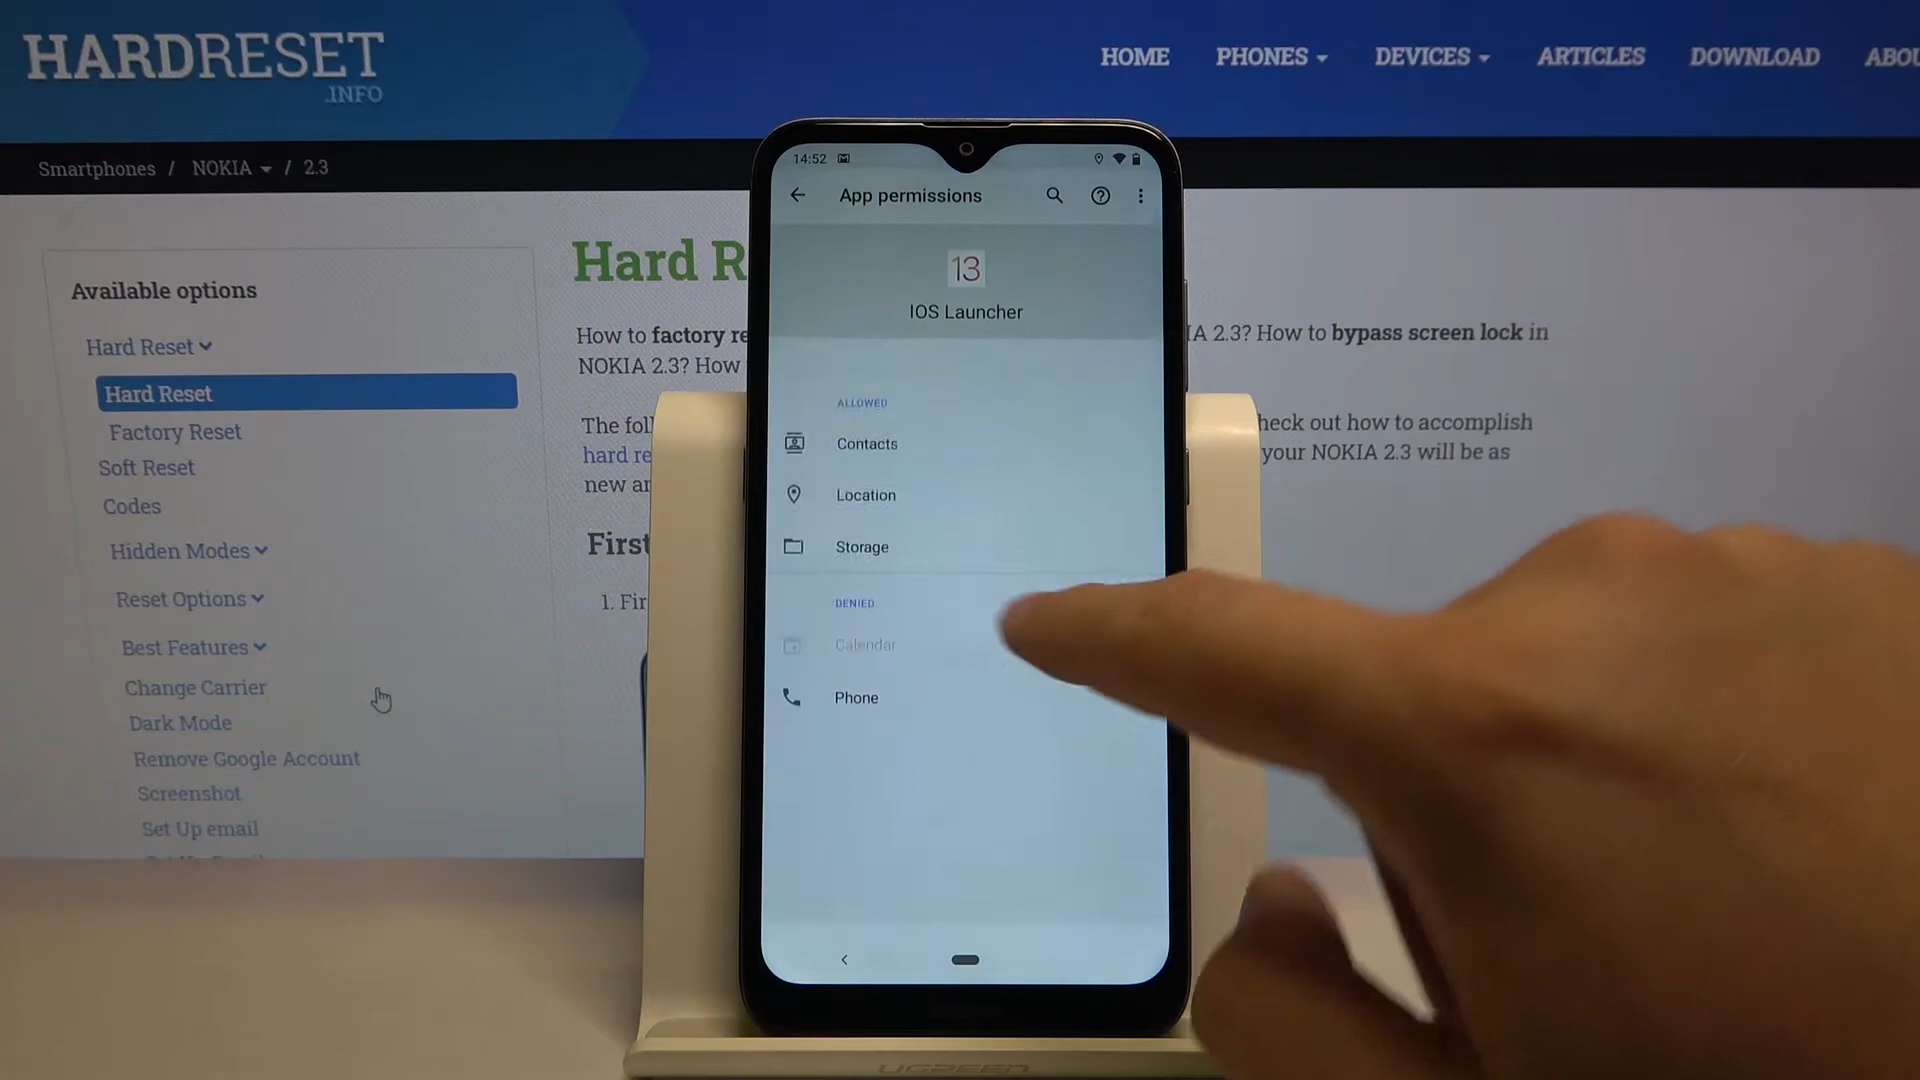 HARDRESET
.INFO
HOME PHONES DEVICES ARTICLES DOWNLOAD ABOU
Smartphones / NOKIA / 2.3
Available options
Hard Reset
Hard Reset
Factory Reset
Soft Reset
Codes
Hidden Modes
Reset Options
Best Features
Change Carrier
Dark Mode
Remove Google Account
Screenshot
Set Up email
Hard R
How to factory re
IA 2.3? How to bypass screen lock in
NOKIA 2.3? How
The fol
heck out how to accomplish
hard re
your NOKIA 2.3 will be as
new an
First
1. Fir
14:52
App permissions
13
IOS Launcher
ALLOWED
Contacts
Location
Storage
DENIED
Calendar
Phone
UGREEN